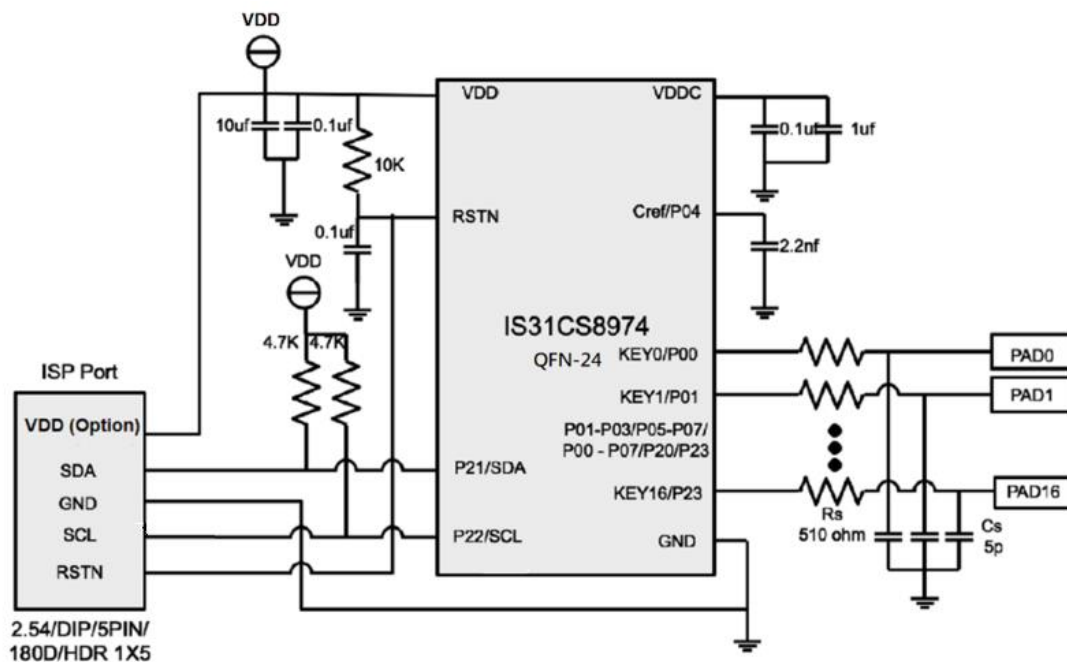 VDD
10uf
0.1uf
10K
0.1uf
VDD
4.7K
4.7K
ISP Port
VDD (Option)
SDA
GND
SCL
RSTN
2.54/DIP/5PIN/
180D/HDR 1X5
VDD
VDDC
RSTN
Cref/P04
IS31CS8974
QFN-24
KEY0/P00
KEY1/P01
P01-P03/P05-P07/
P00 - P07/P20/P23
P21/SDA
KEY16/P23
P22/SCL
GND
0.1uf
1uf
2.2nf
PAD0
PAD1
PAD16
Rs
510 ohm
Cs
5p